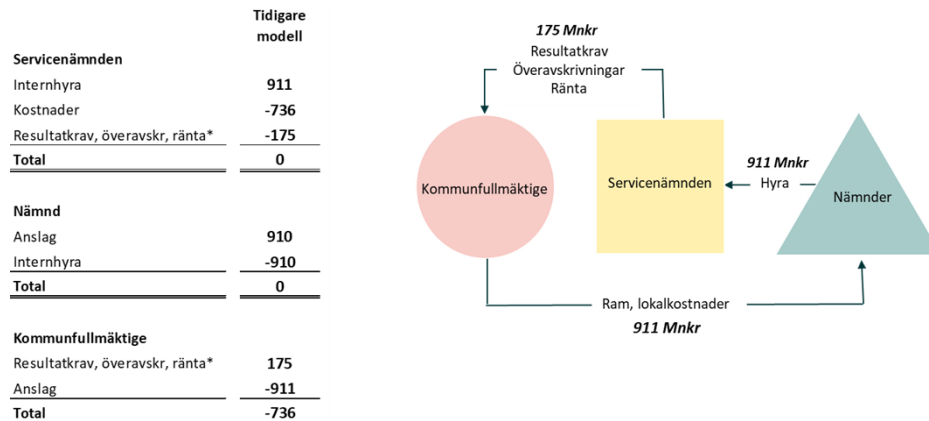 Tidigare
modell
Servicenämnden
Internhyra 911
Kostnader -736
Resultatkrav, överavskr, ränta* -175
Total 0
Nämnd
Anslag 910
Internhyra -910
Total 0
Kommunfullmäktige
Resultatkrav, överavskr, ränta* 175
Anslag -911
Total -736
175 Mnkr
Resultatkrav
Överavskrivningar
Ränta
Kommunfullmäktige
Servicenämnden
911 Mnkr
Hyra
Nämnder
Ram, lokalkostnader
911 Mnkr